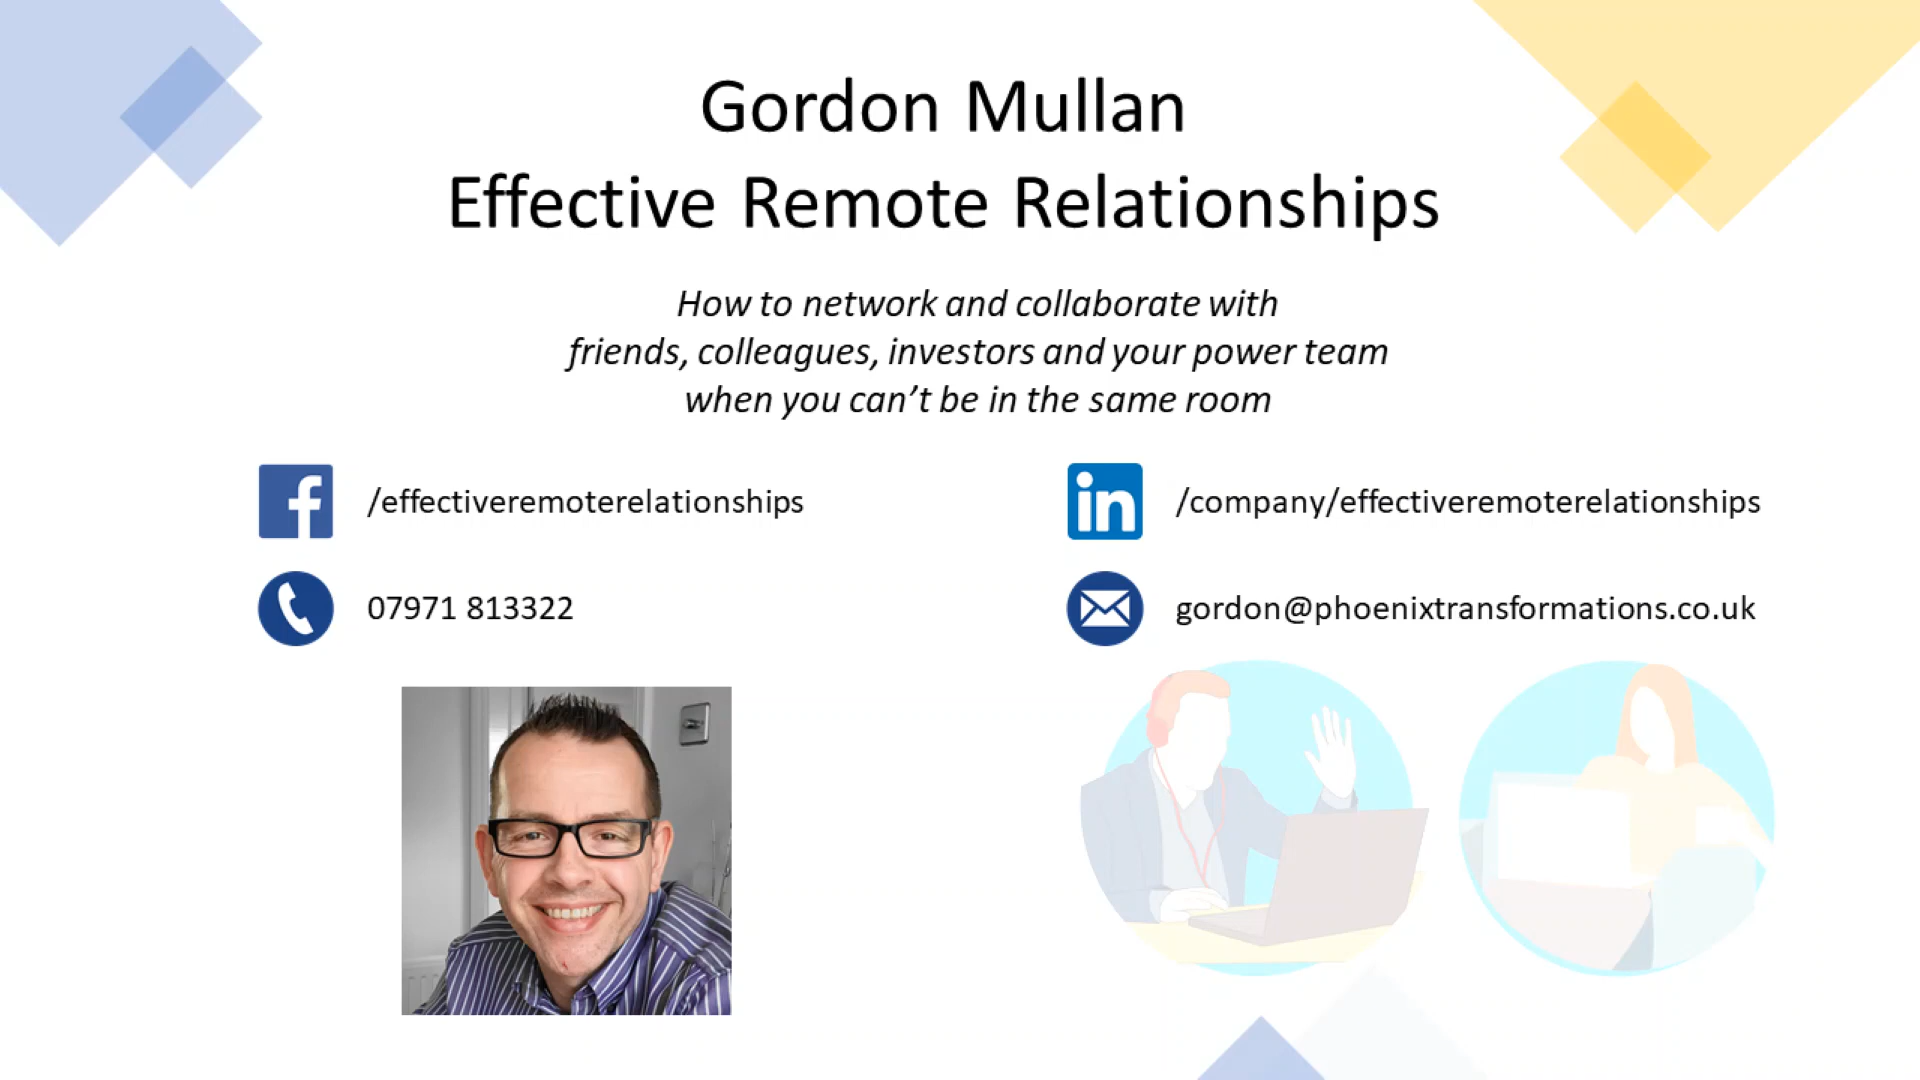 Gordon Mullan
Effective Remote Relationships
How to network and collaborate with
friends, colleagues, investors and your power team
when you can’t be in the same room
/effectiveremoterelationships
/company/effectiveremoterelationships
07971 813322
gordon@phoenixtransformations.co.uk